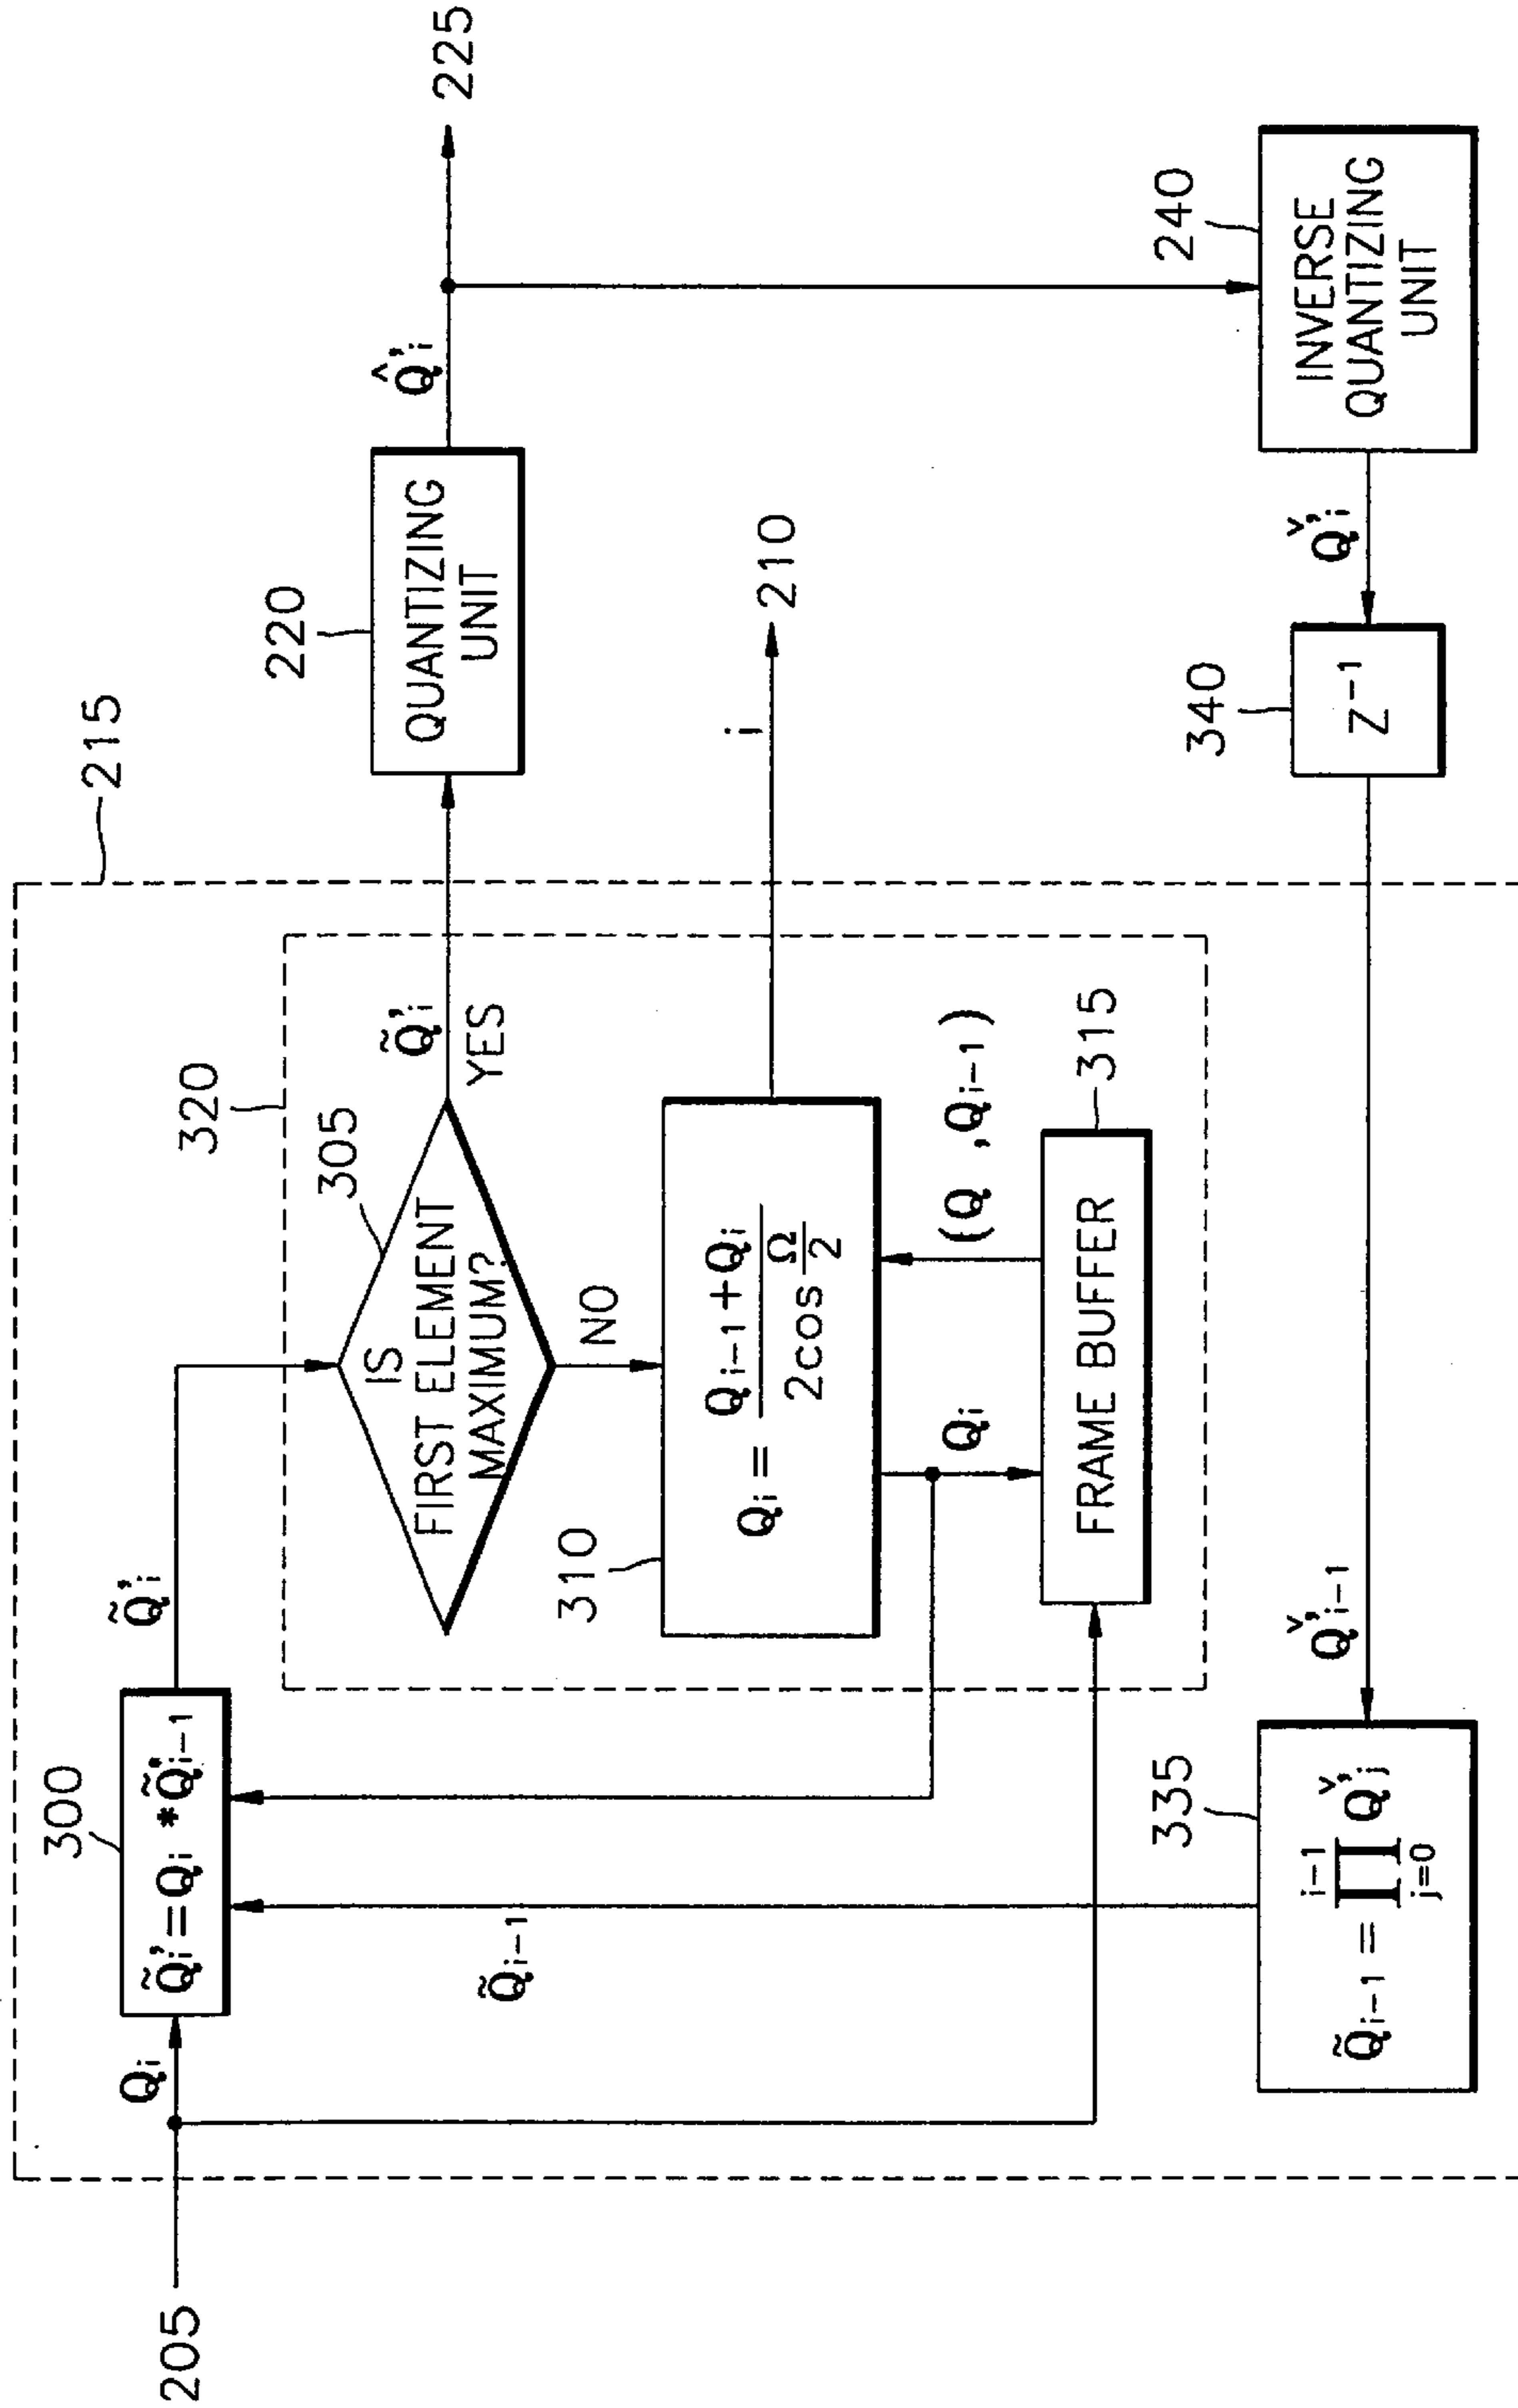 215
205
Qᵢ
300
Q̃'ᵢ = Qᵢ * Q̃*ᵢ₋₁
Q̃'ᵢ
320
305
IS
FIRST ELEMENT
MAXIMUM?
Q̃'ᵢ
YES
NO
220
QUANTIZING
UNIT
Q̂'ᵢ
225
310
Qᵢ = (Qᵢ₋₁ + Qᵢ) / (2cos Ω/2)
i
210
Qᵢ
(Q ,Qᵢ₋₁)
FRAME BUFFER
315
Q̃ᵢ₋₁
335
Q̃ᵢ₋₁ = ∏ⁱ⁻¹ⱼ₌₀ Q̌'ⱼ
Q̌'ᵢ₋₁
340
Z⁻¹
Q̌'ᵢ
240
INVERSE
QUANTIZING
UNIT